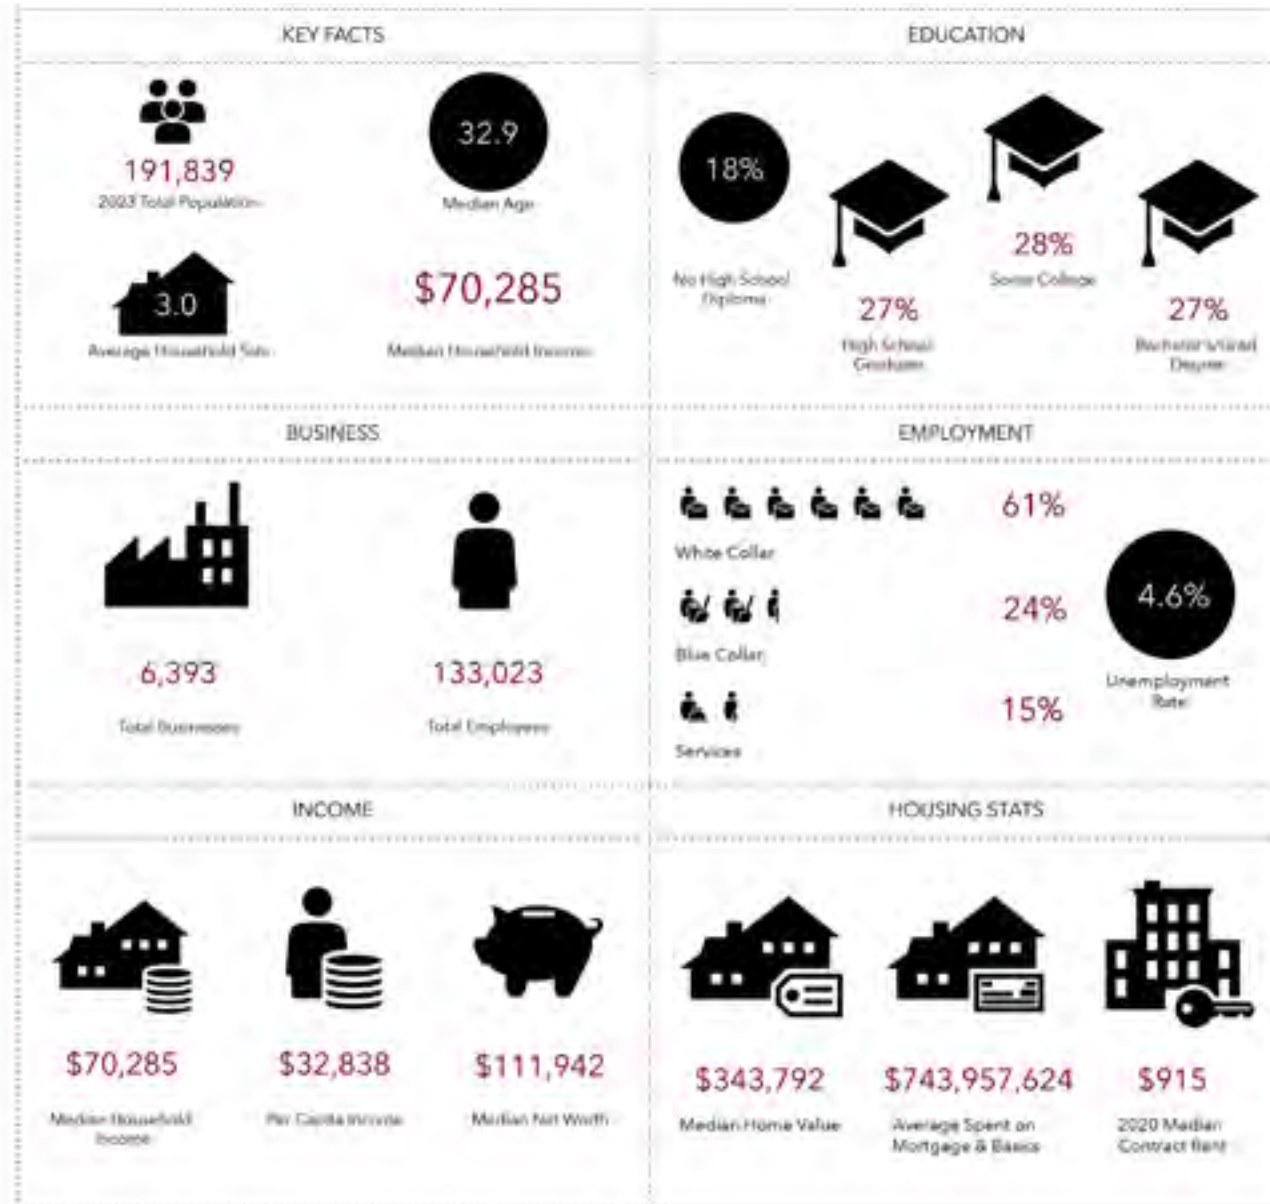 KEY FACTS
191,839
2023 Total Population
32.9
Median Age
3.0
Average Household Size
$70,285
Median Household Income
EDUCATION
18%
No High School
Diploma
27%
High School
Graduate
28%
Some College
27%
Degree
BUSINESS
6,393
Total Businesses
133,023
Total Employees
EMPLOYMENT
61%
White Collar
24%
Blue Collar
15%
Services
4.6%
Unemployment
Rate
INCOME
$70,285
Median Household
Income
$32,838
Per Capita Income
$111,942
Median Net Worth
HOUSING STATS
$343,792
Median Home Value
$743,957,624
Average Spent on
Mortgage & Basics
$915
2020 Median
Contract Rent